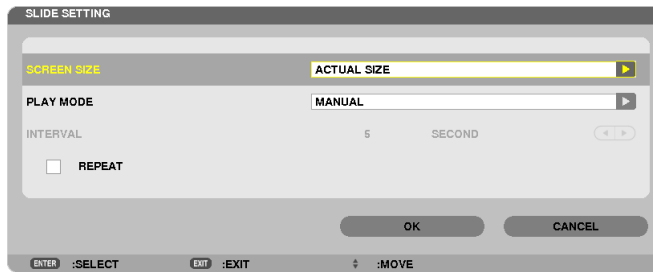 SLIDE SETTING
SCREEN SIZE ACTUAL SIZE
PLAY MODE MANUAL
INTERVAL 5 SECOND
REPEAT
OK CANCEL
ENTER :SELECT EXIT :EXIT :MOVE